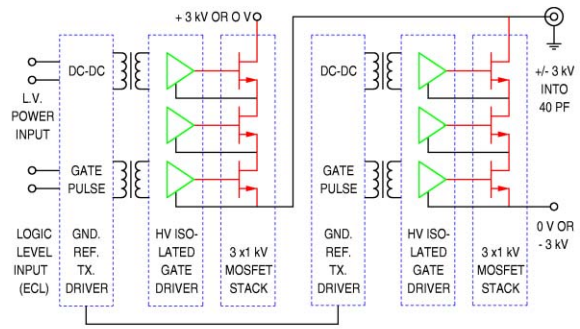 + 3 kV OR O V
DC-DC
L.V.
POWER
INPUT
GATE
PULSE
LOGIC
LEVEL
INPUT
(ECL)
GND.
REF.
TX.
DRIVER
HV ISO-
LATED
GATE
DRIVER
3 x1 kV
MOSFET
STACK
DC-DC
GATE
PULSE
GND.
REF.
TX.
DRIVER
HV ISO-
LATED
GATE
DRIVER
3 x1 kV
MOSFET
STACK
+/- 3 kV
INTO
40 PF
0 V OR
- 3 kV